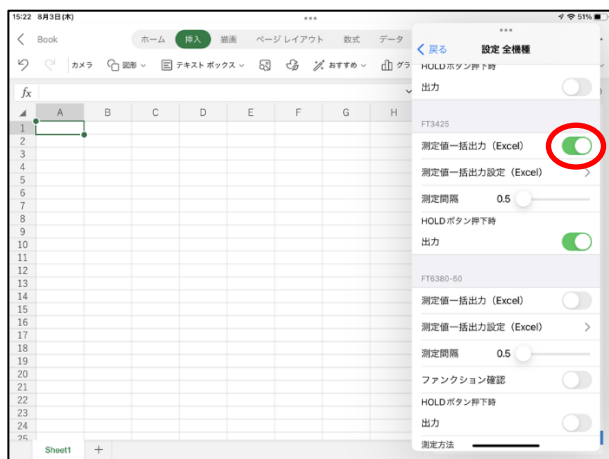 15:22 8月3日(木)
51%
Book
ホーム 挿入 描画 ページ レイアウト 数式 データ
カメラ 図形 テキスト ボックス おすすめ グラ
fx
A B C D E F G H
1
2
3
4
5
6
7
8
9
10
11
12
13
14
15
16
17
18
19
20
21
22
23
24
25
Sheet1
戻る 設定 全機種
HOLDボタン押下時
出力
FT3425
測定値一括出力（Excel）
測定値一括出力設定（Excel）
測定間隔 0.5
HOLDボタン押下時
出力
FT6380-50
測定値一括出力（Excel）
測定値一括出力設定（Excel）
測定間隔 0.5
ファンクション確認
HOLDボタン押下時
出力
測定方法